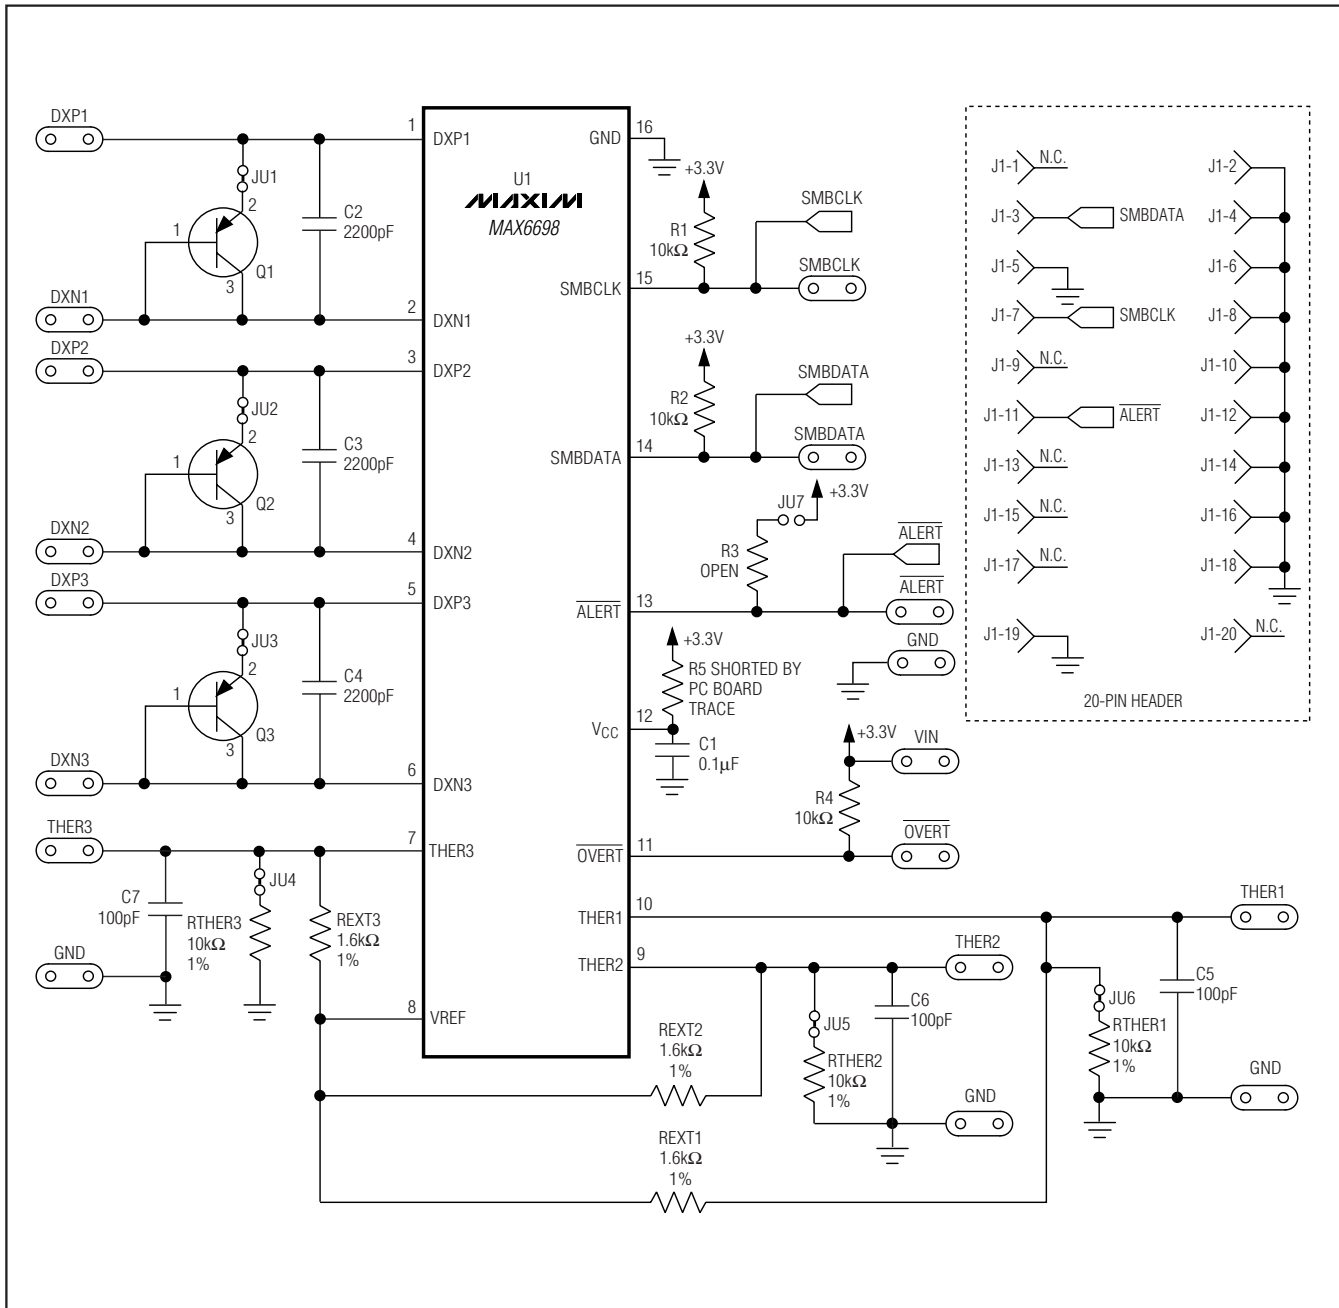 DXP1
1
DXP1
JU1
2
1
Q1
3
C2
2200pF
DXN1
2
DXN1
DXP2
3
DXP2
JU2
2
1
Q2
3
C3
2200pF
DXN2
4
DXN2
DXP3
5
DXP3
JU3
2
1
Q3
3
C4
2200pF
DXN3
6
DXN3
THER3
7
THER3
C7
100pF
JU4
RTHER3
10kΩ
1%
REXT3
1.6kΩ
1%
GND
8
VREF
U1
MAXIM
MAX6698
GND
16
+3.3V
R1
10kΩ
SMBCLK
SMBCLK
SMBCLK
15
+3.3V
R2
10kΩ
SMBDATA
SMBDATA
SMBDATA
14
JU7
+3.3V
R3
OPEN
ALERT
ALERT
ALERT
13
GND
+3.3V
R5 SHORTED BY
PC BOARD
TRACE
VCC
12
C1
0.1µF
+3.3V
VIN
R4
10kΩ
OVERT
OVERT
11
THER1
10
THER1
THER2
9
THER2
JU5
RTHER2
10kΩ
1%
C6
100pF
GND
JU6
RTHER1
10kΩ
1%
C5
100pF
GND
REXT2
1.6kΩ
1%
REXT1
1.6kΩ
1%
J1-1 N.C.
J1-2
J1-3 SMBDATA
J1-4
J1-5
J1-6
J1-7 SMBCLK
J1-8
J1-9 N.C.
J1-10
J1-11 ALERT
J1-12
J1-13 N.C.
J1-14
J1-15 N.C.
J1-16
J1-17 N.C.
J1-18
J1-19
J1-20 N.C.
20-PIN HEADER